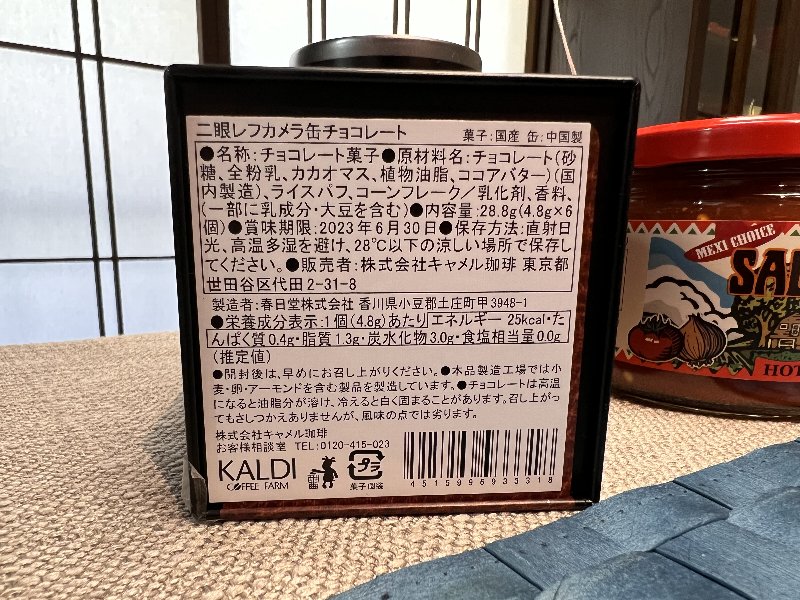 二眼レフカメラ缶チョコレート 菓子:国産 缶:中国製
●名称:チョコレート菓子●原材料名:チョコレート(砂
糖、全粉乳、カカオマス、植物油脂、ココアバター)(国
内製造)、ライスパフ、コーンフレーク/乳化剤、香料、
(一部に乳成分・大豆を含む)●内容量:28.8g(4.8g×6
個)●賞味期限:2023年6月30日●保存方法:直射日
光、高温多湿を避け、28℃以下の涼しい場所で保存し
てください。●販売者:株式会社キャメル珈琲 東京都
世田谷区代田2-31-8
製造者:春日堂株式会社 香川県小豆郡土庄町甲3948-1
●栄養成分表示:1個(4.8g)あたり エネルギー 25kcal・た
んぱく質0.4g・脂質1.3g・炭水化物3.0g・食塩相当量0.0g
(推定値)
●開封後は、早めにお召し上がりください。●本品製造工場では小
麦・卵・アーモンドを含む製品を製造しています。●チョコレートは高温
になると油脂分が溶け、冷えると白く固まることがあります。召し上がっ
てもさしつかえありませんが、風味の点では劣ります。
株式会社キャメル珈琲
お客様相談室 TEL:0120-415-023
KALDI
COFFEE FARM
プラ
菓子個装
4515996935318
MEXI CHOICE
SAL
HOT